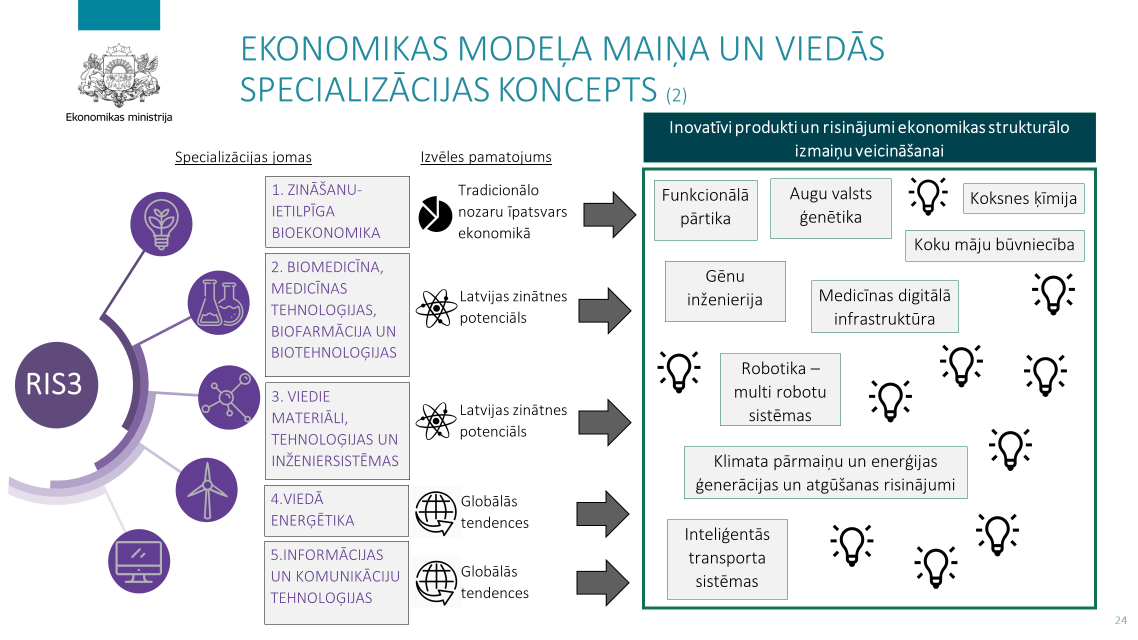 EKONOMIKAS MODEĻA MAIŅA UN VIEDĀS
SPECIALIZĀCIJAS KONCEPTS (2)
Ekonomikas ministrija
Specializācijas jomas
Izvēles pamatojums
Inovatīvi produkti un risinājumi ekonomikas strukturālo
izmaiņu veicināšanai
RIS3
1. ZINĀŠANU-
IETILPĪGA
BIOEKONOMIKA
Tradicionālo
nozaru īpatsvars
ekonomikā
2. BIOMEDICĪNA,
MEDICĪNAS
TEHNOLOĢIJAS,
BIOFARMĀCIJA UN
BIOTEHNOLOĢIJAS
Latvijas zinātnes
potenciāls
3. VIEDIE
MATERIĀLI,
TEHNOLOĢIJAS UN
INŽENIERSISTĒMAS
Latvijas zinātnes
potenciāls
4.VIEDĀ
ENERĢĒTIKA
Globālās
tendences
5.INFORMĀCIJAS
UN KOMUNIKĀCIJU
TEHNOLOĢIJAS
Globālās
tendences
Funkcionālā
pārtika
Augu valsts
ģenētika
Koksnes ķīmija
Koku māju būvniecība
Gēnu
inženierija
Medicīnas digitālā
infrastruktūra
Robotika –
multi robotu
sistēmas
Klimata pārmaiņu un enerģijas
ģenerācijas un atgūšanas risinājumi
Inteliģentās
transporta
sistēmas
24